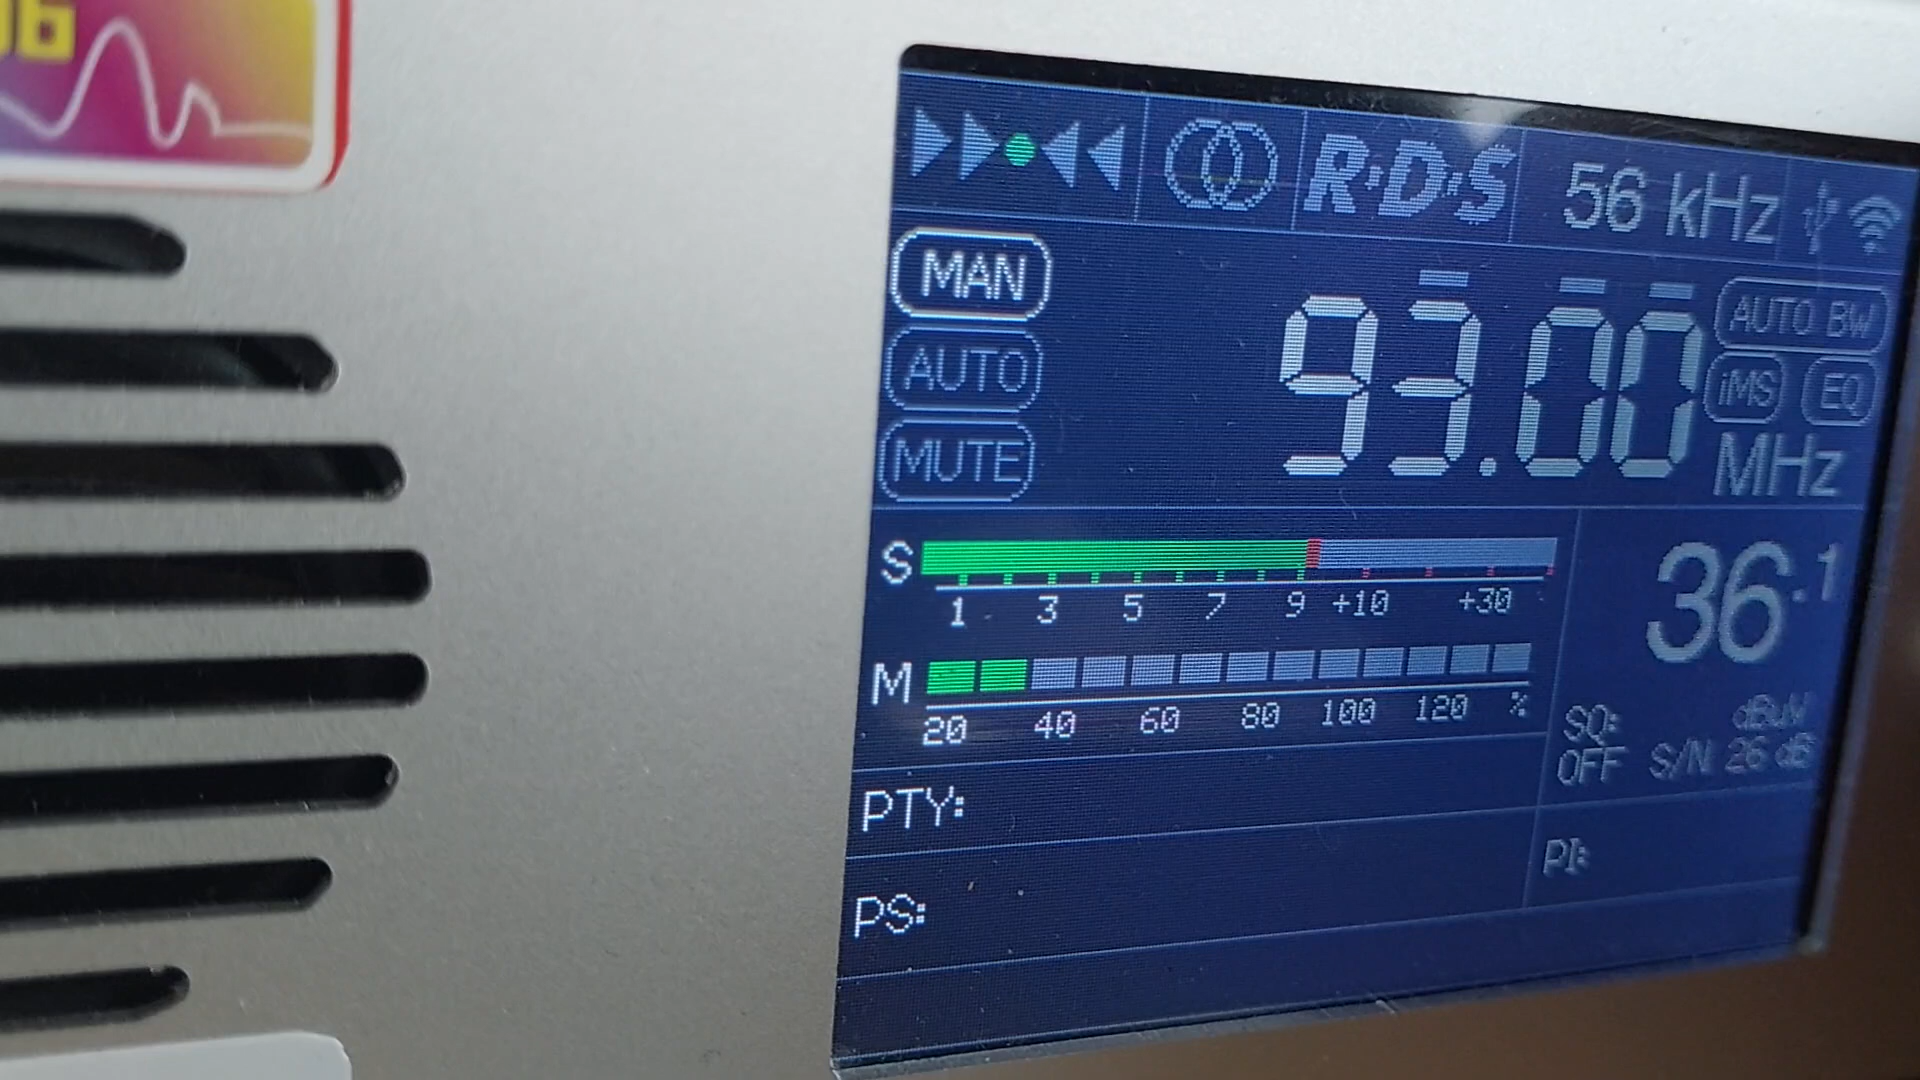 R·D·S 56 kHz
MAN
AUTO
MUTE
93.00 MHz
AUTO BW
iMS EQ
S
1 3 5 7 9 +10 +30
M
20 40 60 80 100 120 %
36.1
dBuV
SQ:
OFF S/N 26 dB
PTY:
PI:
PS: